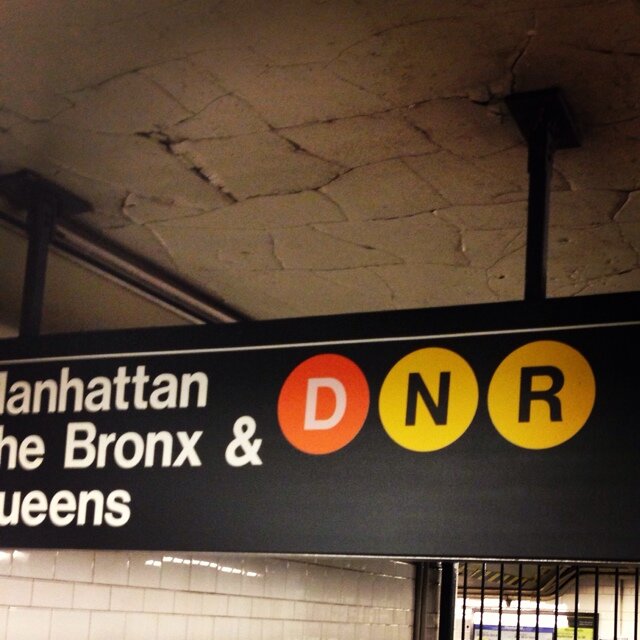 lanhattan
he Bronx & D N R
ueens